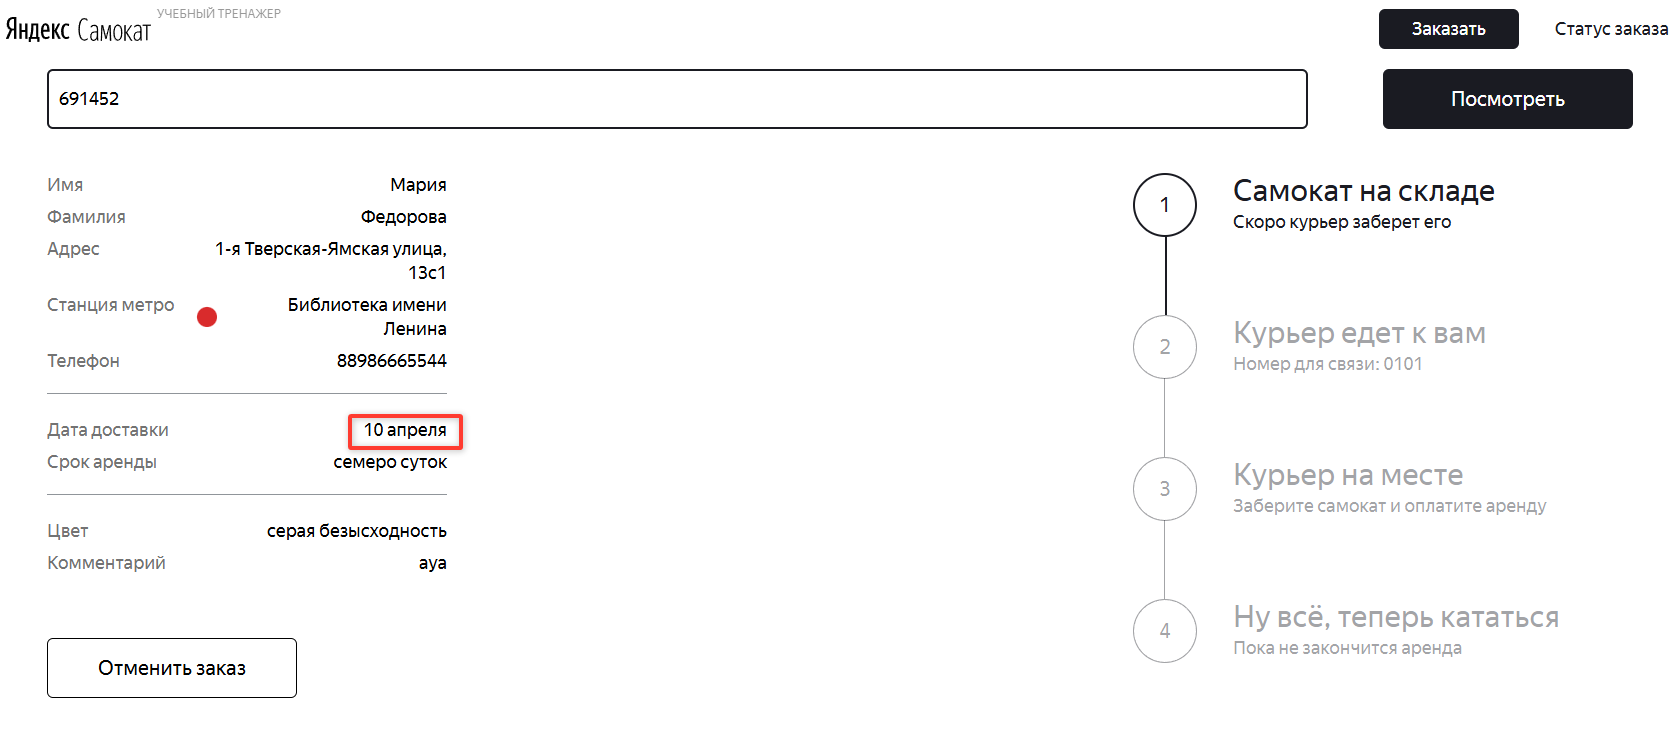 Яндекс Самокат
УЧЕБНЫЙ ТРЕНАЖЕР
Заказать
Статус заказа
691452
Посмотреть
Имя Мария
Фамилия Федорова
Адрес 1-я Тверская-Ямская улица,
13с1
Станция метро Библиотека имени
Ленина
Телефон 88986665544
Дата доставки 10 апреля
Срок аренды семеро суток
Цвет серая безысходность
Комментарий ауа
Отменить заказ
1 Самокат на складе
Скоро курьер заберет его
2 Курьер едет к вам
Номер для связи: 0101
3 Курьер на месте
Заберите самокат и оплатите аренду
4 Ну всё, теперь кататься
Пока не закончится аренда